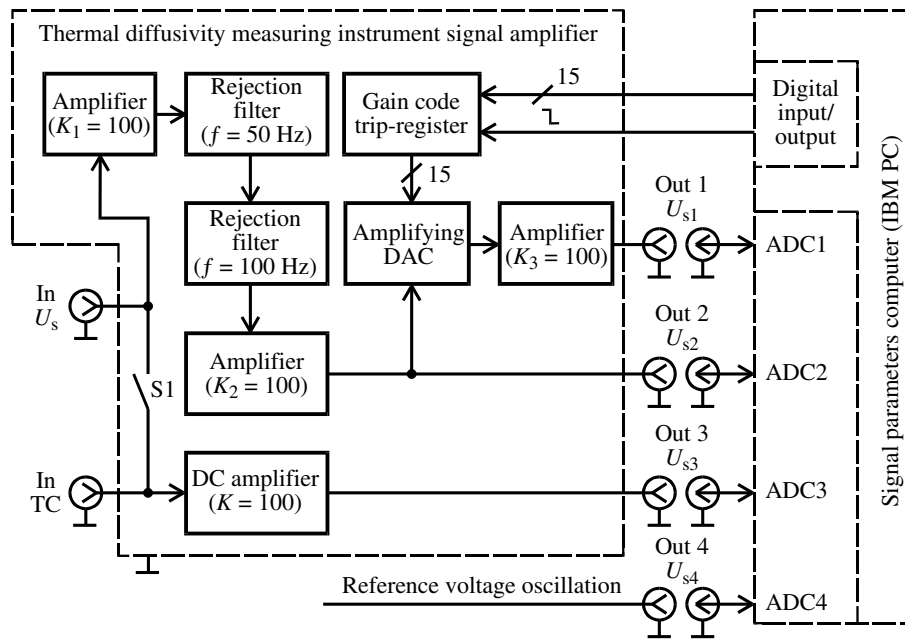 Thermal diffusivity measuring instrument signal amplifier
Amplifier
(K₁ = 100)
Rejection
filter
(f = 50 Hz)
Gain code
trip-register
15
Digital
input/
output
15
Rejection
filter
(f = 100 Hz)
Amplifying
DAC
Amplifier
(K₃ = 100)
Out 1
Uₛ₁
ADC1
In
Uₛ
S1
Amplifier
(K₂ = 100)
Out 2
Uₛ₂
ADC2
In
TC
DC amplifier
(K = 100)
Out 3
Uₛ₃
ADC3
Reference voltage oscillation
Out 4
Uₛ₄
ADC4
Signal parameters computer (IBM PC)